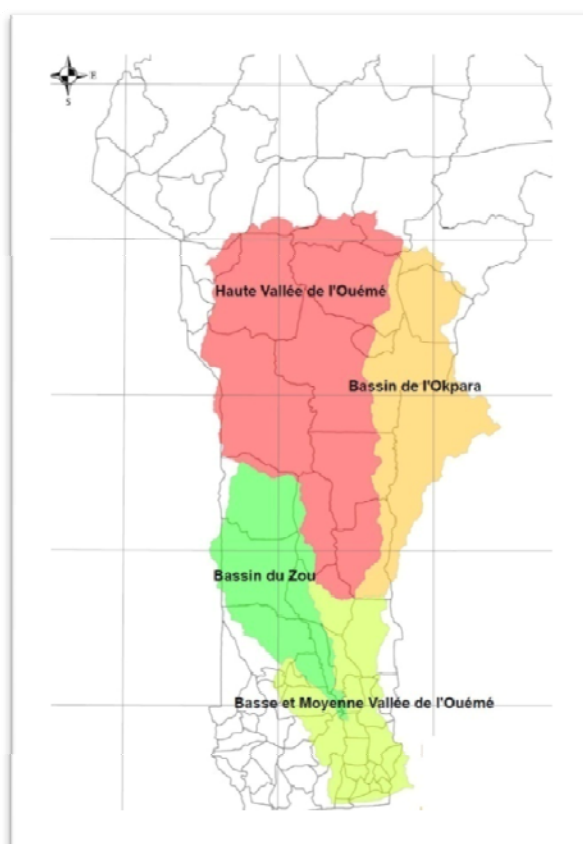 E
S
Haute Vallée de l'Ouémé
Bassin de l'Okpara
Bassin du Zou
Basse et Moyenne Vallée de l'Ouémé